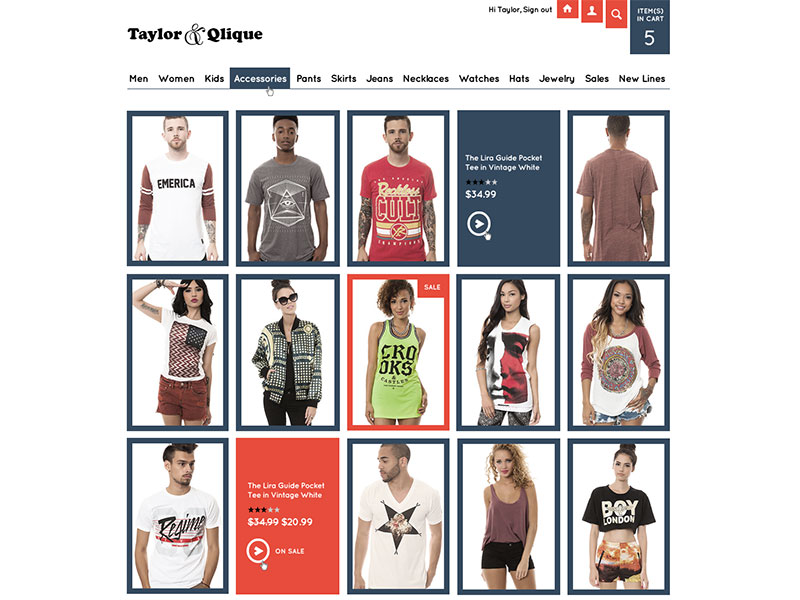 Hi Taylor, Sign out
ITEM(S)
IN CART
5
Taylor & Qlique
Men Women Kids Accessories Pants Skirts Jeans Necklaces Watches Hats Jewelry Sales New Lines
EMERICA
Reckless
CULT
CHAMPIONS
The Lira Guide Pocket
Tee in Vintage White
$34.99
SALE
CRO
OKS
& CASTLES
Regime
The Lira Guide Pocket
Tee in Vintage White
$34.99 $20.99
ON SALE
BOY
LONDON